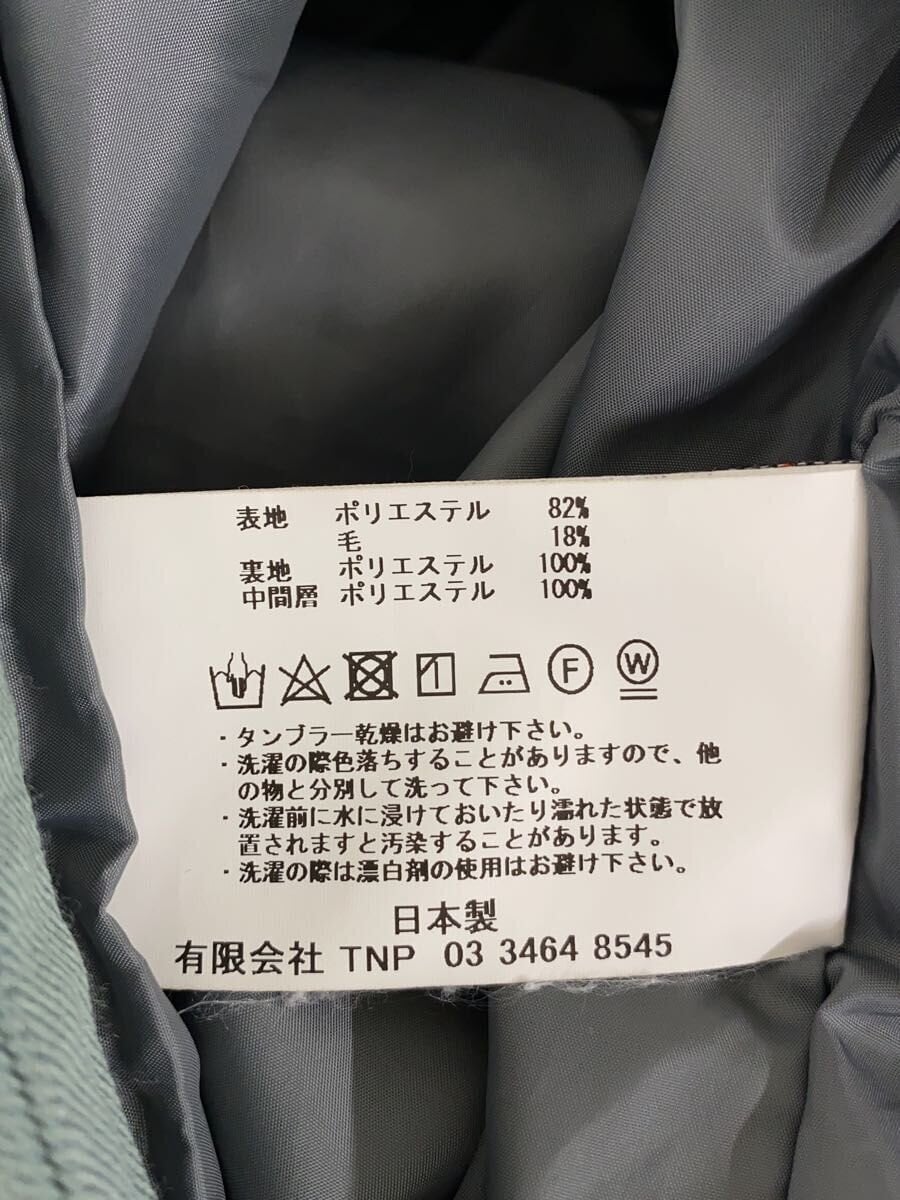 表地 ポリエステル 82%
毛 18%
裏地 ポリエステル 100%
中間層 ポリエステル 100%
F W
・タンブラー乾燥はお避け下さい。
・洗濯の際色落ちすることがありますので、他
の物と分別して洗って下さい。
・洗濯前に水に浸けておいたり濡れた状態で放
置されますと汚染することがあります。
・洗濯の際は漂白剤の使用はお避け下さい。
日本製
有限会社 TNP 03 3464 8545